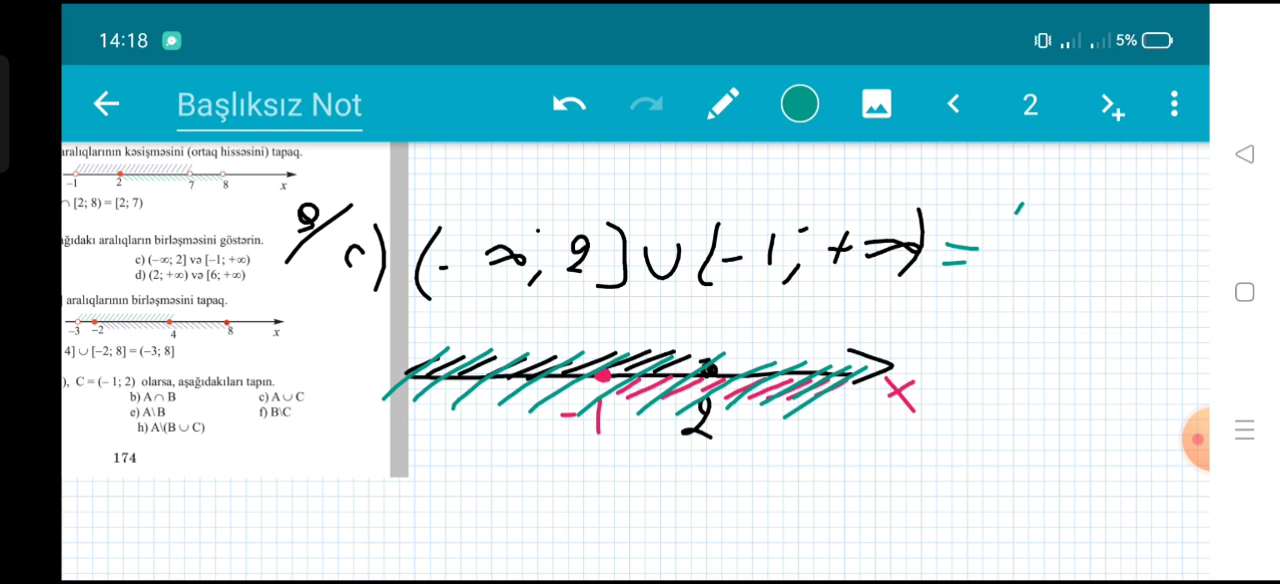 14:18 5%
Başlıksız Not 2
aralıqlarının kəsişməsini (ortaq hissəsini) tapaq.
-1 2 7 8 x
∩ [2; 8) = [2; 7)
ğıdakı aralıqların birləşməsini göstərin.
c) (−∞; 2] və [−1; +∞)
d) (2; +∞) və [6; +∞)
aralıqlarının birləşməsini tapaq.
-3 -2 4 8 x
4] ∪ [−2; 8] = (−3; 8]
), C = (− 1; 2) olarsa, aşağıdakıları tapın.
b) A ∩ B c) A ∪ C
e) A\B f) B\C
h) A\(B ∪ C)
174
9/ c) (- ∞; 2] ∪ [-1; +∞) =
-1 2 x